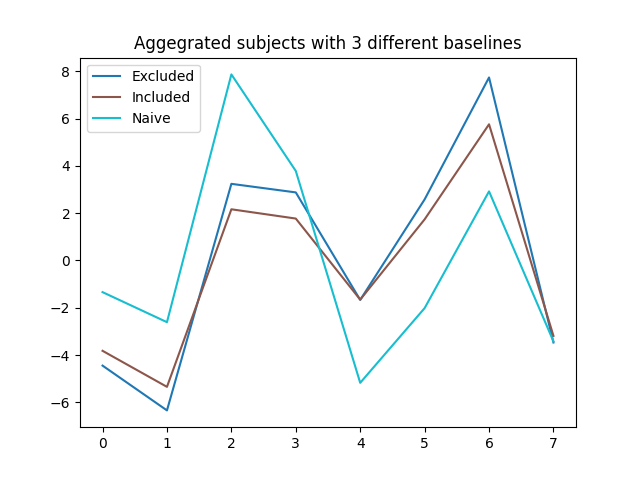 Aggegrated subjects with 3 different baselines
8
6
4
2
0
−2
−4
−6
Excluded
Included
Naive
0 1 2 3 4 5 6 7